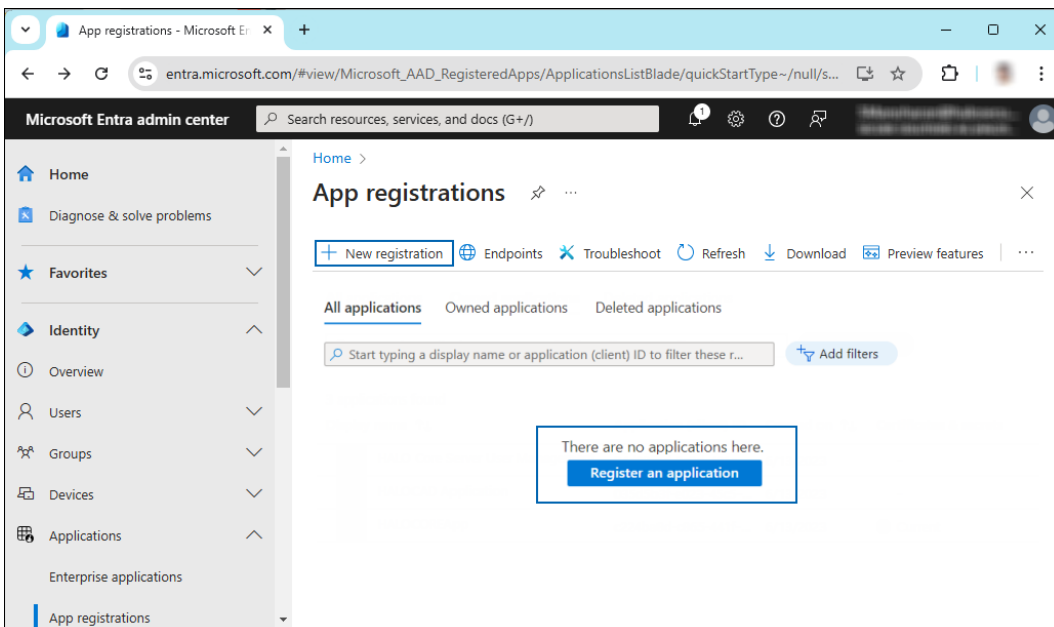 App registrations - Microsoft Er
entra.microsoft.com/#view/Microsoft_AAD_RegisteredApps/ApplicationsListBlade/quickStartType~/null/s...
Microsoft Entra admin center
Search resources, services, and docs (G+/)
1
Home
Diagnose & solve problems
Favorites
Identity
Overview
Users
Groups
Devices
Applications
Enterprise applications
App registrations
Home >
App registrations
...
New registration
Endpoints
Troubleshoot
Refresh
Download
Preview features
...
All applications
Owned applications
Deleted applications
Start typing a display name or application (client) ID to filter these r...
Add filters
There are no applications here.
Register an application